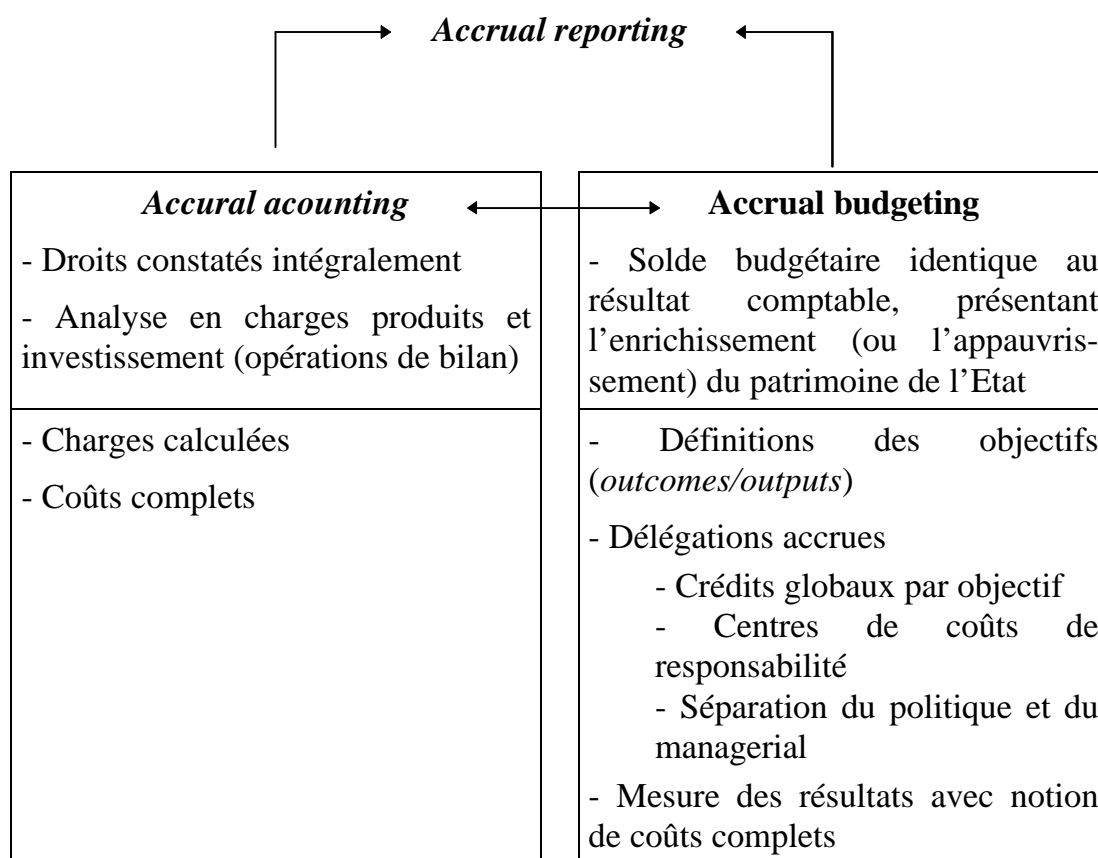 Accrual reporting
Accural acounting
- Droits constatés intégralement
- Analyse en charges produits et
investissement (opérations de bilan)
- Charges calculées
- Coûts complets
Accrual budgeting
- Solde budgétaire identique au
résultat comptable, présentant
l'enrichissement (ou l'appauvris-
sement) du patrimoine de l'Etat
- Définitions des objectifs
(outcomes/outputs)
- Délégations accrues
- Crédits globaux par objectif
- Centres de coûts de
responsabilité
- Séparation du politique et du
managerial
- Mesure des résultats avec notion
de coûts complets